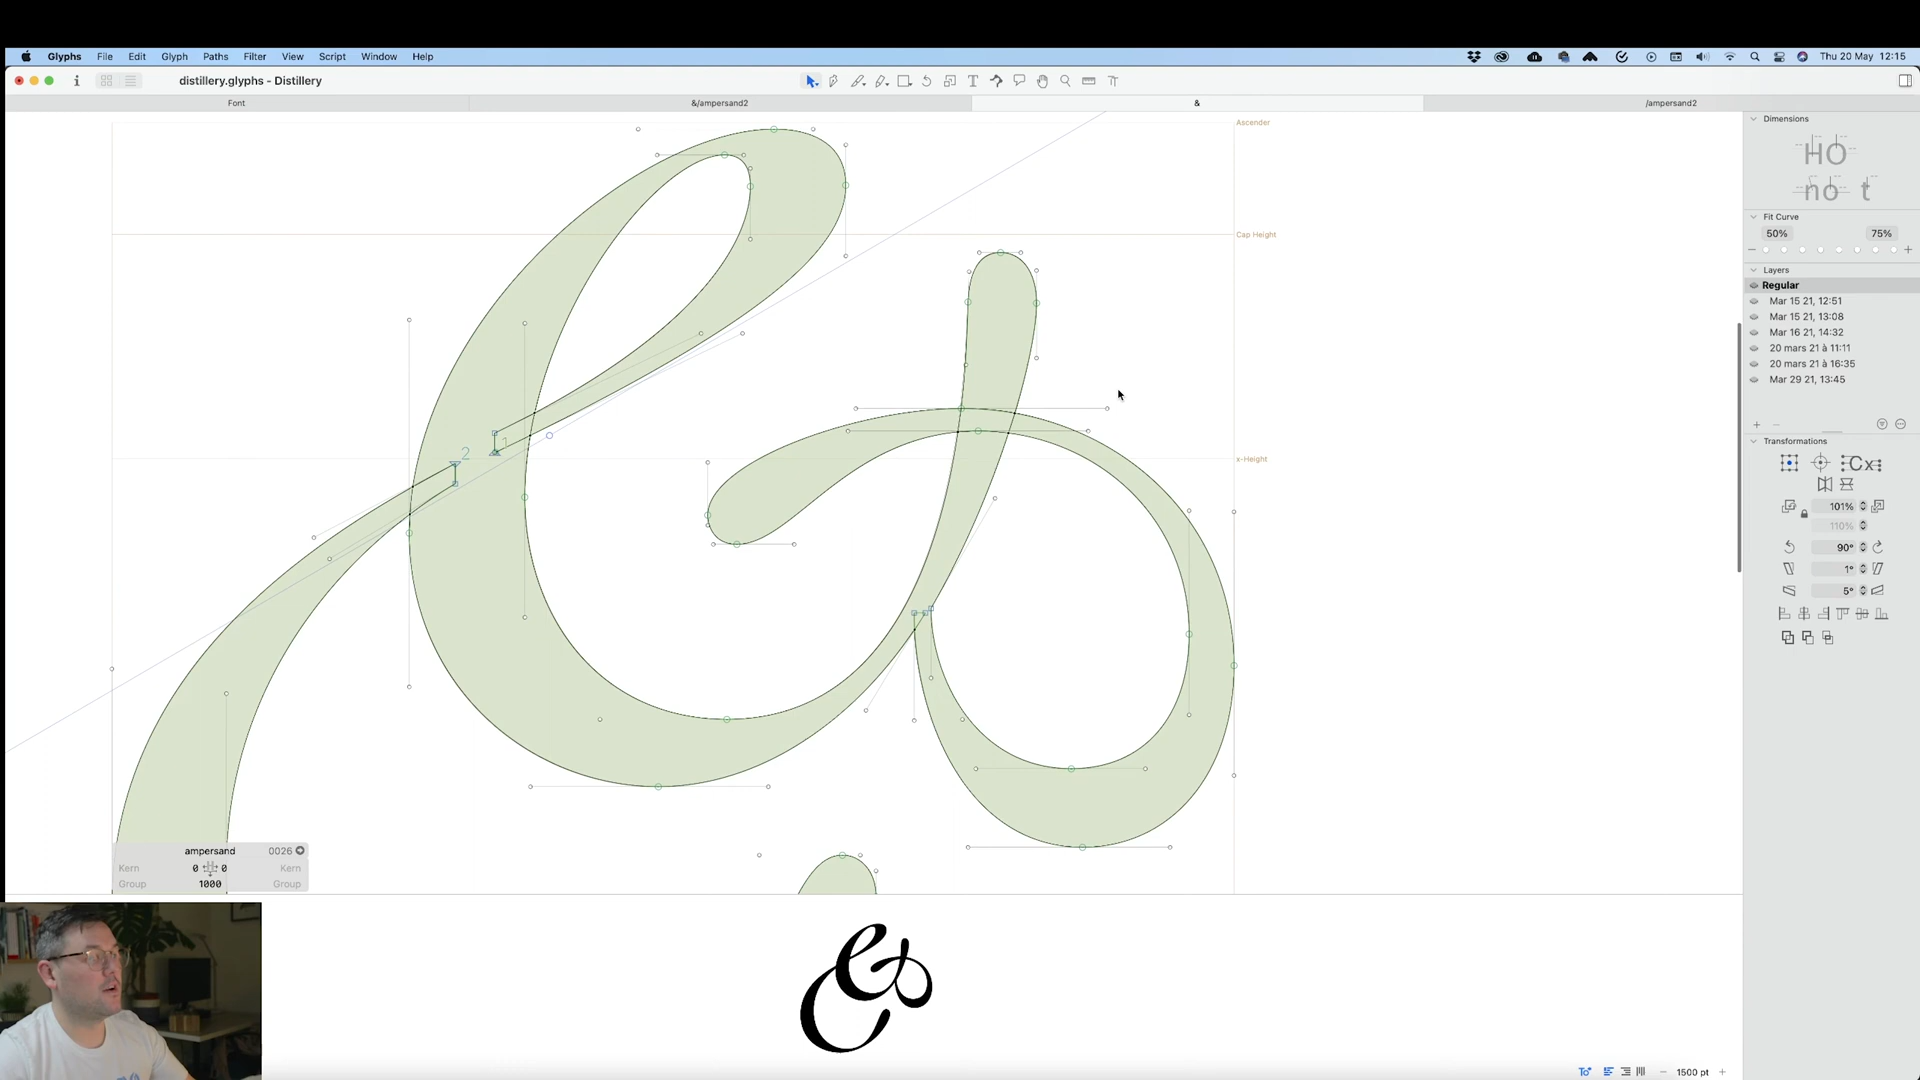 Glyphs File Edit Glyph Paths Filter View Script Window Help Thu 20 May 12:15
distillery.glyphs - Distillery
Font &/ampersand2 & /ampersand2
Ascender
Cap Height
x-Height
1
2
Dimensions
HO
no t
Fit Curve
50% 75%
Layers
Regular
Mar 15 21, 12:51
Mar 15 21, 13:08
Mar 16 21, 14:32
20 mars 21 à 11:11
20 mars 21 à 16:35
Mar 29 21, 13:45
Transformations
Cx
101%
110%
90°
1°
5°
ampersand 0026
Kern 0 0 Kern
Group 1000 Group
&
1500 pt